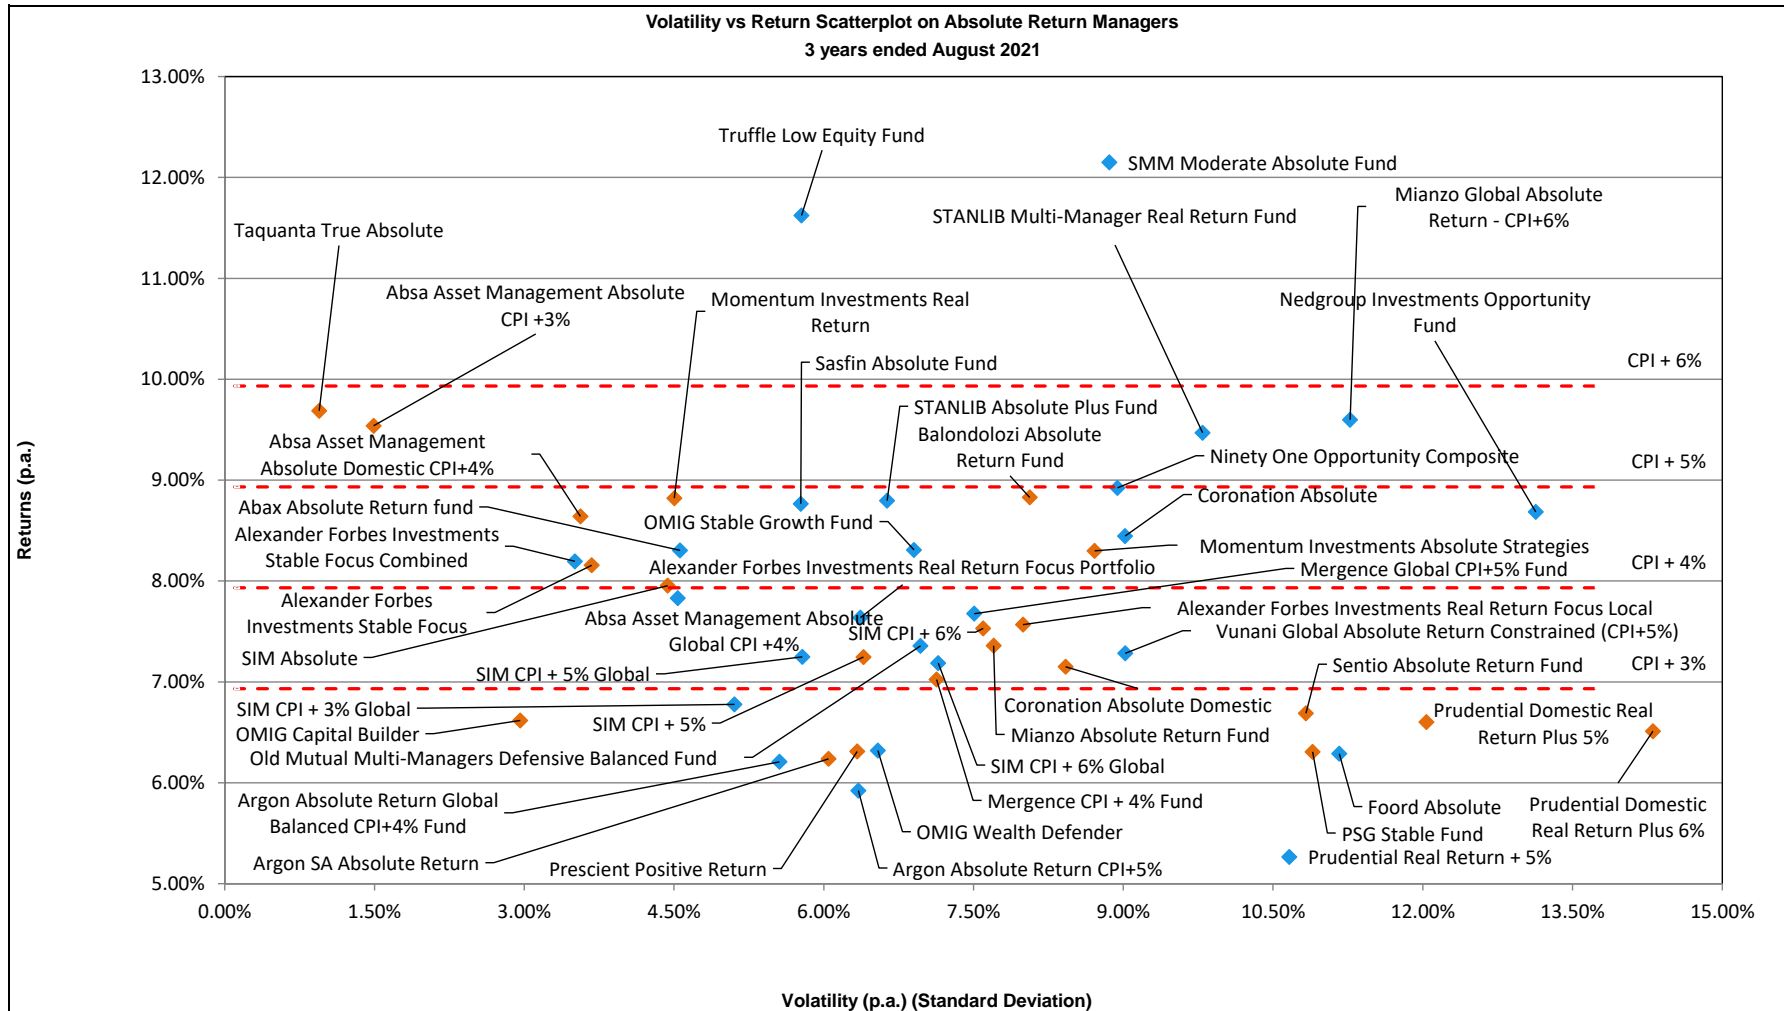 Volatility vs Return Scatterplot on Absolute Return Managers
3 years ended August 2021
13.00%
12.00%
11.00%
10.00%
9.00%
8.00%
7.00%
6.00%
5.00%
Returns (p.a.)
Truffle Low Equity Fund
SMM Moderate Absolute Fund
Mianzo Global Absolute
Return - CPI+6%
STANLIB Multi-Manager Real Return Fund
Taquanta True Absolute
Absa Asset Management Absolute
CPI +3%
Momentum Investments Real
Return
Nedgroup Investments Opportunity
Fund
Sasfin Absolute Fund
CPI + 6%
STANLIB Absolute Plus Fund
Balondolozi Absolute
Return Fund
Absa Asset Management
Absolute Domestic CPI+4%
Ninety One Opportunity Composite
CPI + 5%
Coronation Absolute
Abax Absolute Return fund
OMIG Stable Growth Fund
Alexander Forbes Investments
Stable Focus Combined
Momentum Investments Absolute Strategies
CPI + 4%
Alexander Forbes Investments Real Return Focus Portfolio
Mergence Global CPI+5% Fund
Alexander Forbes
Investments Stable Focus
Absa Asset Management Absolute
Global CPI +4%
SIM CPI + 6%
Alexander Forbes Investments Real Return Focus Local
Vunani Global Absolute Return Constrained (CPI+5%)
SIM Absolute
SIM CPI + 5% Global
Sentio Absolute Return Fund
CPI + 3%
SIM CPI + 3% Global
Coronation Absolute Domestic
OMIG Capital Builder
SIM CPI + 5%
Mianzo Absolute Return Fund
Prudential Domestic Real
Return Plus 5%
Old Mutual Multi-Managers Defensive Balanced Fund
SIM CPI + 6% Global
Argon Absolute Return Global
Balanced CPI+4% Fund
Mergence CPI + 4% Fund
Foord Absolute
Prudential Domestic
Real Return Plus 6%
OMIG Wealth Defender
PSG Stable Fund
Argon SA Absolute Return
Prescient Positive Return
Argon Absolute Return CPI+5%
Prudential Real Return + 5%
0.00%
1.50%
3.00%
4.50%
6.00%
7.50%
9.00%
10.50%
12.00%
13.50%
15.00%
Volatility (p.a.) (Standard Deviation)